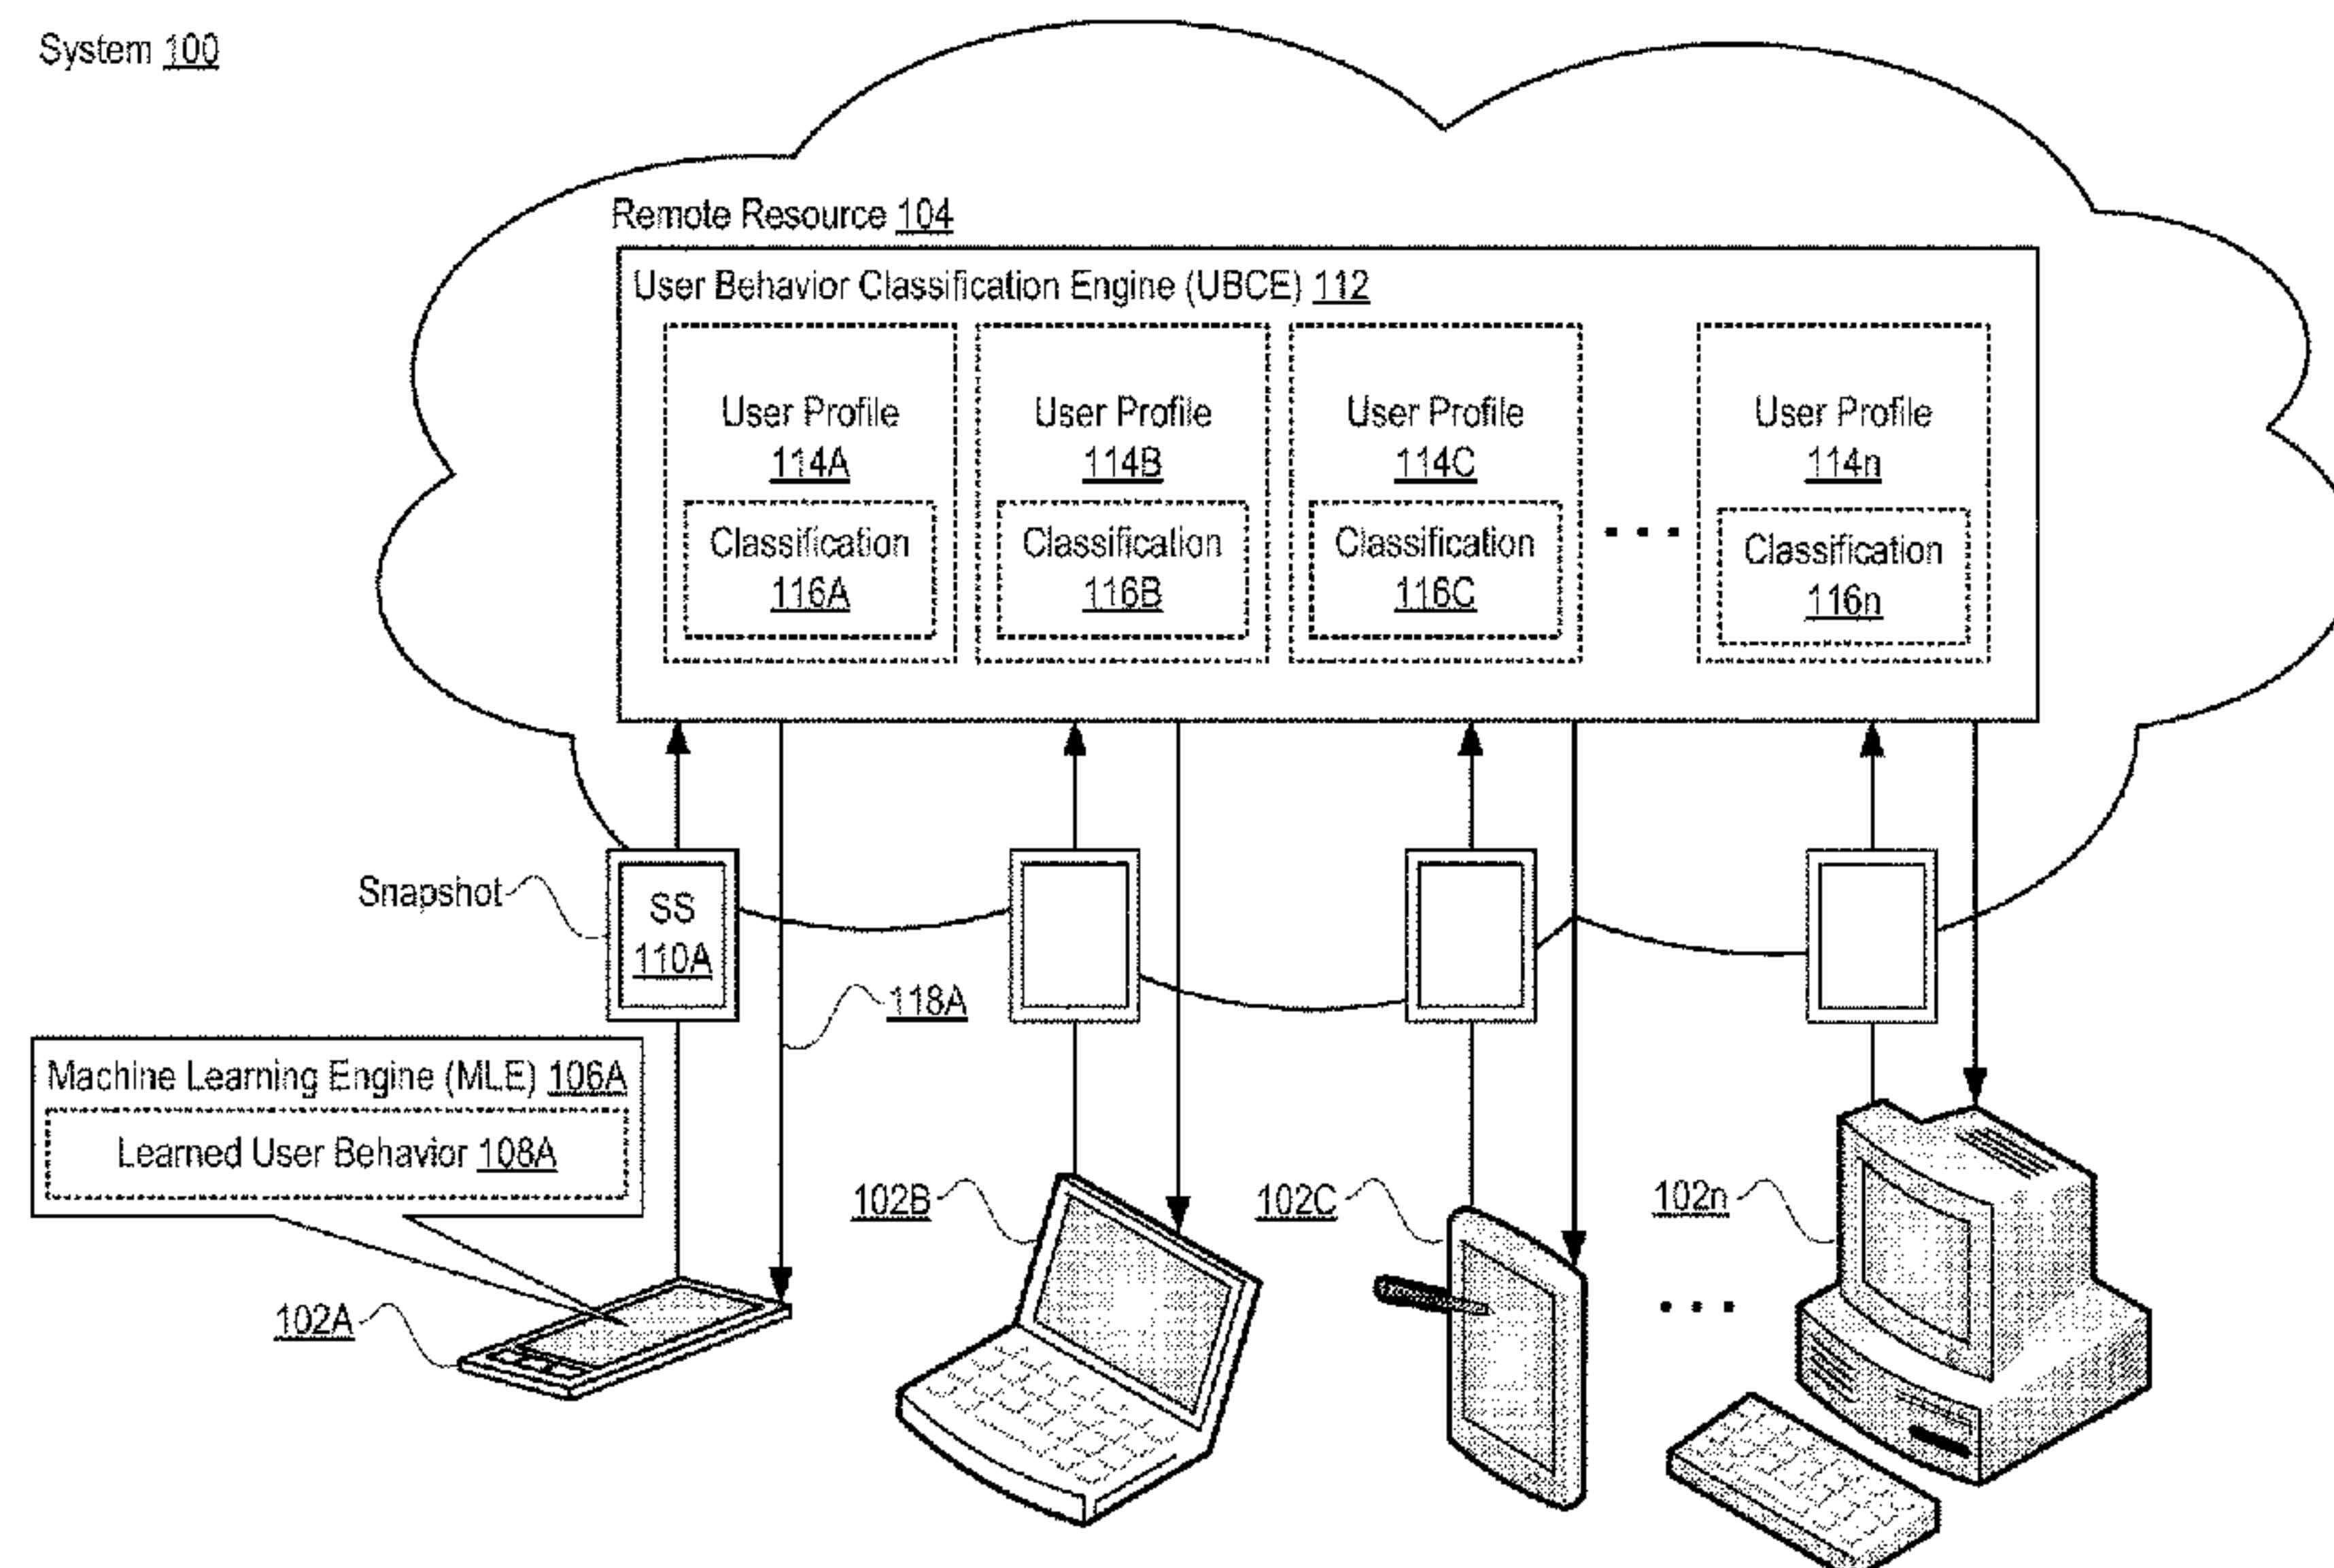 System 100
Remote Resource 104
User Behavior Classification Engine (UBCE) 112
User Profile
114A
Classification
116A
User Profile
114B
Classification
116B
User Profile
114C
Classification
116C
. . .
User Profile
114n
Classification
116n
Snapshot
SS
110A
118A
Machine Learning Engine (MLE) 106A
Learned User Behavior 108A
102A
102B
102C
. . .
102n